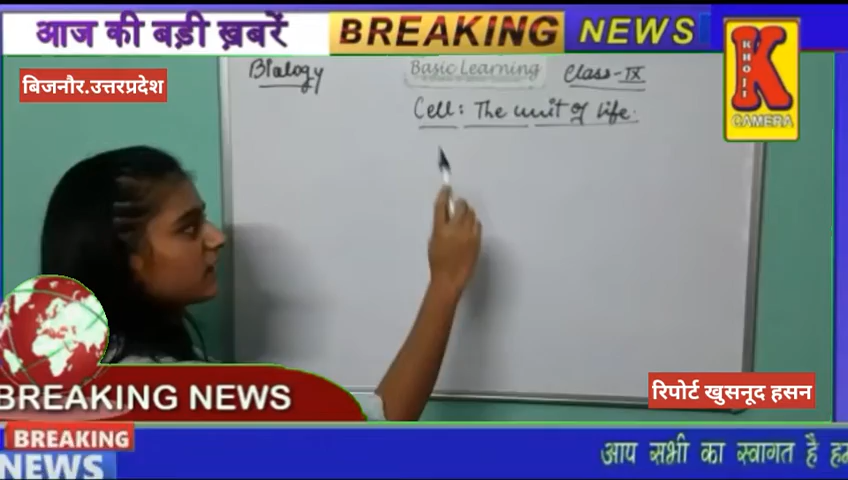 आज की बड़ी ख़बरें
BREAKING NEWS
KHOJI
CAMERA
बिजनौर.उत्तरप्रदेश
Biology
Basic Learning
Class-IX
Cell: The unit of life.
BREAKING NEWS
रिपोर्ट खुसनूद हसन
BREAKING
NEWS
आप सभी का स्वागत है